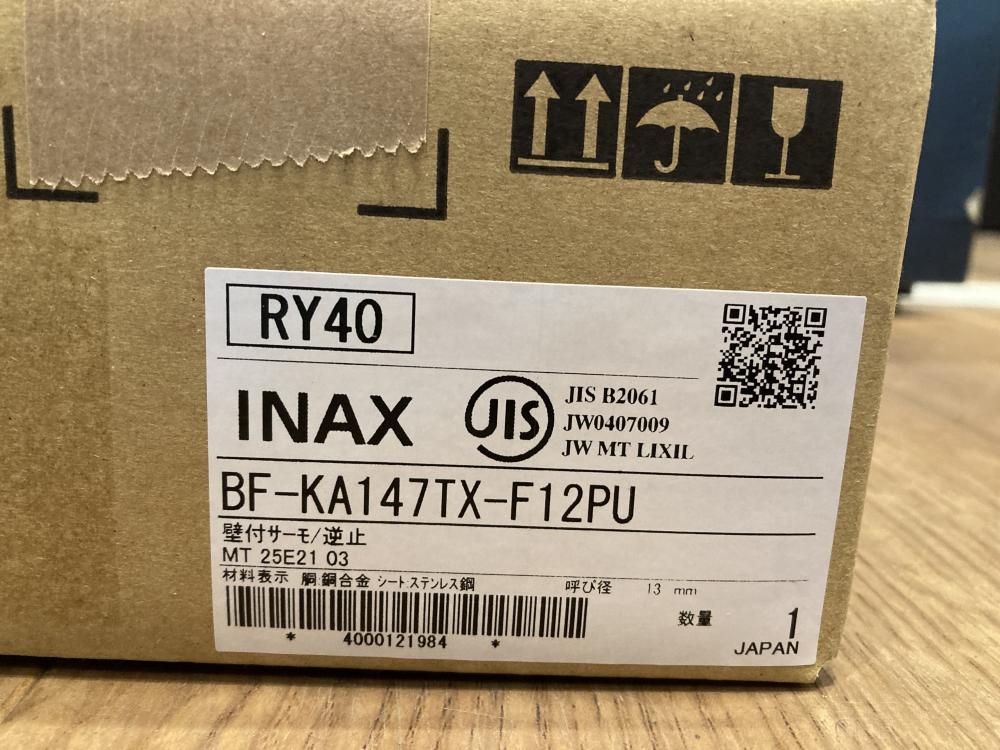 RY40
INAX
JIS
JIS B2061
JW0407009
JW MT LIXIL
BF-KA147TX-F12PU
壁付サーモ/逆止
MT 25E21 03
材料表示 胴:銅合金 シート:ステンレス鋼 呼び径 13 mm
* 4000121984 *
数量 1
JAPAN